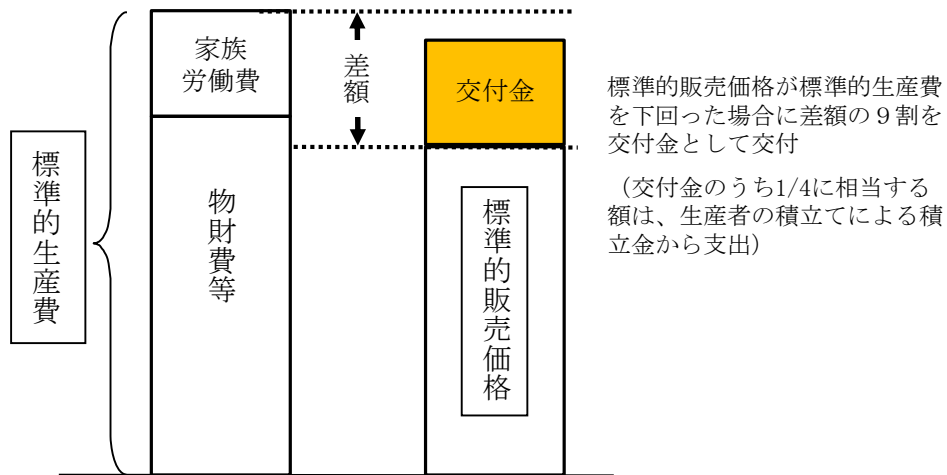 標準的生産費
家族
労働費
物財費等
差額
交付金
標準的販売価格
標準的販売価格が標準的生産費
を下回った場合に差額の９割を
交付金として交付
（交付金のうち1/4に相当する
額は、生産者の積立てによる積
立金から支出）